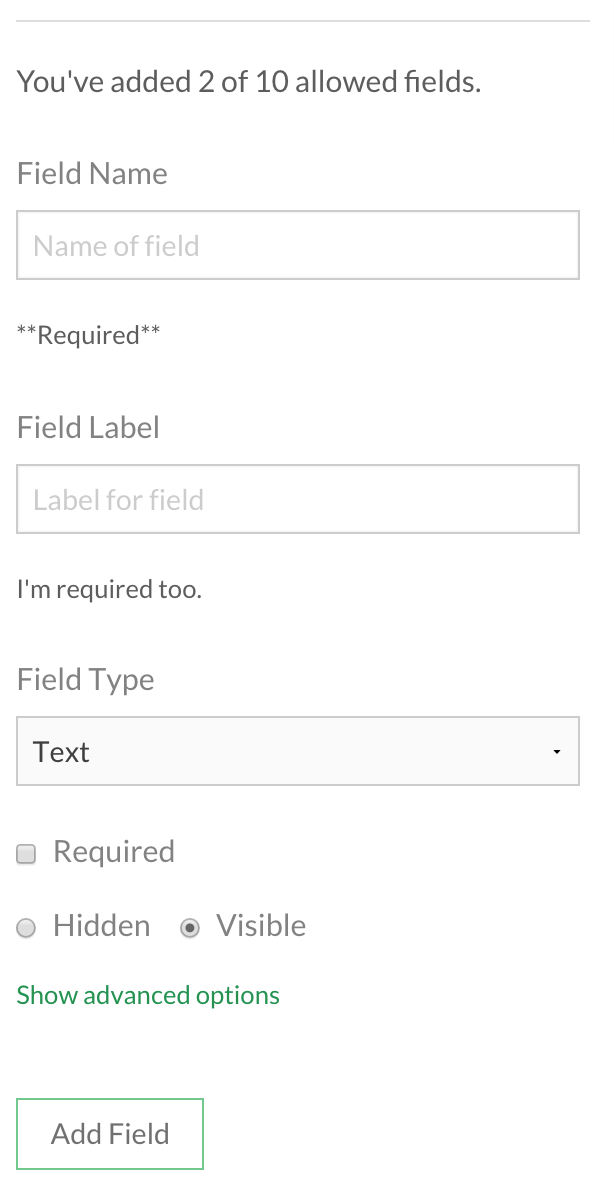 You've added 2 of 10 allowed fields.
Field Name
Name of field
**Required**
Field Label
Label for field
I'm required too.
Field Type
Text
Required
Hidden Visible
Show advanced options
Add Field